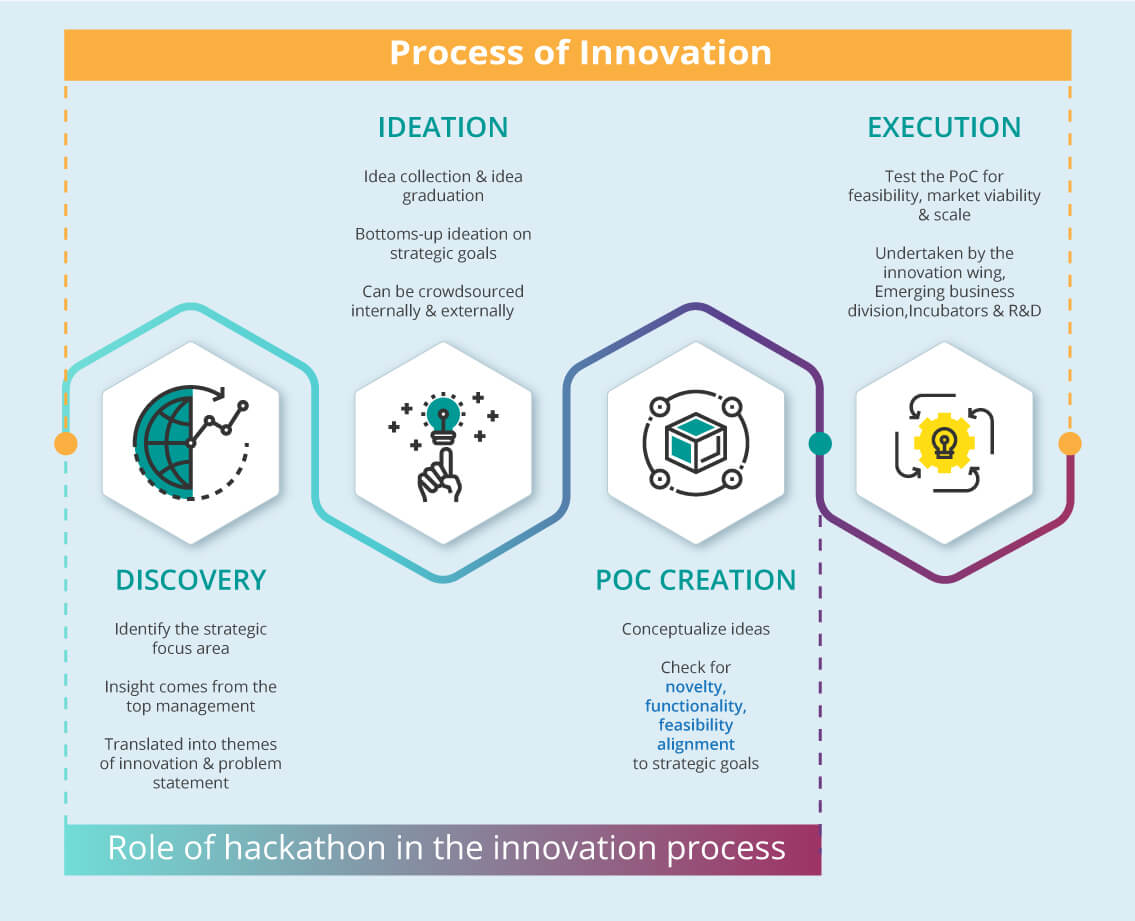 Process of Innovation
IDEATION
Idea collection & idea
graduation
Bottoms-up ideation on
strategic goals
Can be crowdsourced
internally & externally
EXECUTION
Test the PoC for
feasibility, market viability
& scale
Undertaken by the
innovation wing,
Emerging business
division,Incubators & R&D
DISCOVERY
Identify the strategic
focus area
Insight comes from the
top management
Translated into themes
of innovation & problem
statement
POC CREATION
Conceptualize ideas
Check for
novelty,
functionality,
feasibility
alignment
to strategic goals
Role of hackathon in the innovation process